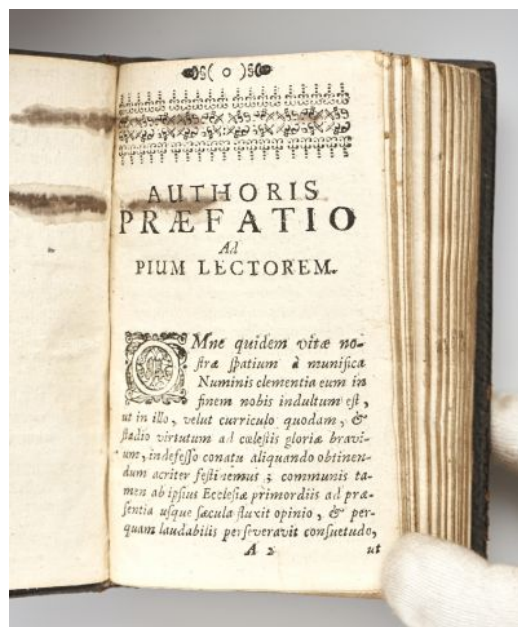 ( o )
AUTHORIS
PRÆFATIO
Ad
PIUM LECTOREM.
OMne quidem vitæ no-
ſtræ ſpatium à munifica
Numinis clementia eum in
finem nobis indultum eſt,
ut in illo, velut curriculo quodam, &
ſtadio virtutum ad cœleſtis gloriæ bravi-
um, indefeſſo conatu aliquando obtinen-
dum acriter feſtinemus; communis ta-
men ab ipſius Eccleſiæ primordiis ad præ-
ſentia uſque ſæcula fluxit opinio, & per-
quam laudabilis perſeveravit conſuetudo,
A 2 ut